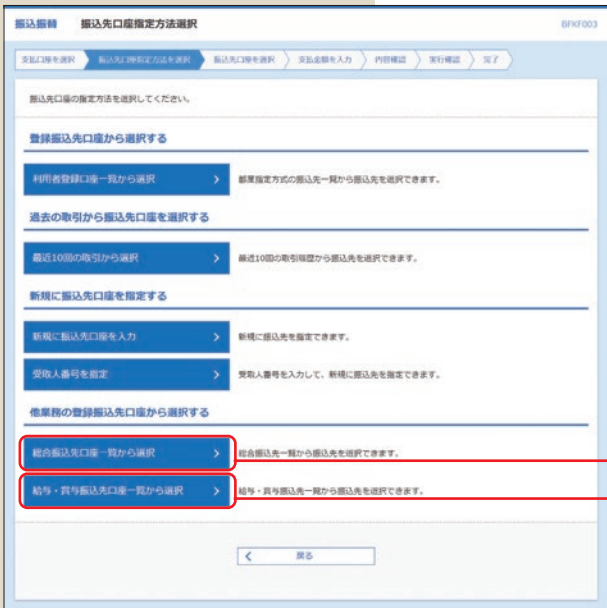 振込振替 振込先口座指定方法選択 BFKF003
支払口座を選択 振込先口座指定方法を選択 振込先口座を選択 支払金額を入力 内容確認 実行確認 完了
振込先口座の指定方法を選択してください。
登録振込先口座から選択する
利用者登録口座一覧から選択 都度指定方式の振込先一覧から振込先を選択できます。
過去の取引から振込先口座を選択する
最近10回の取引から選択 最近10回の取引履歴から振込先を選択できます。
新規に振込先口座を指定する
新規に振込先口座を入力 新規に振込先を指定できます。
受取人番号を指定 受取人番号を入力して、新規に振込先を指定できます。
他業務の登録振込先口座から選択する
総合振込先口座一覧から選択 総合振込先一覧から振込先を選択できます。
給与・賞与振込先口座一覧から選択 給与・賞与振込先一覧から振込先を選択できます。
戻る